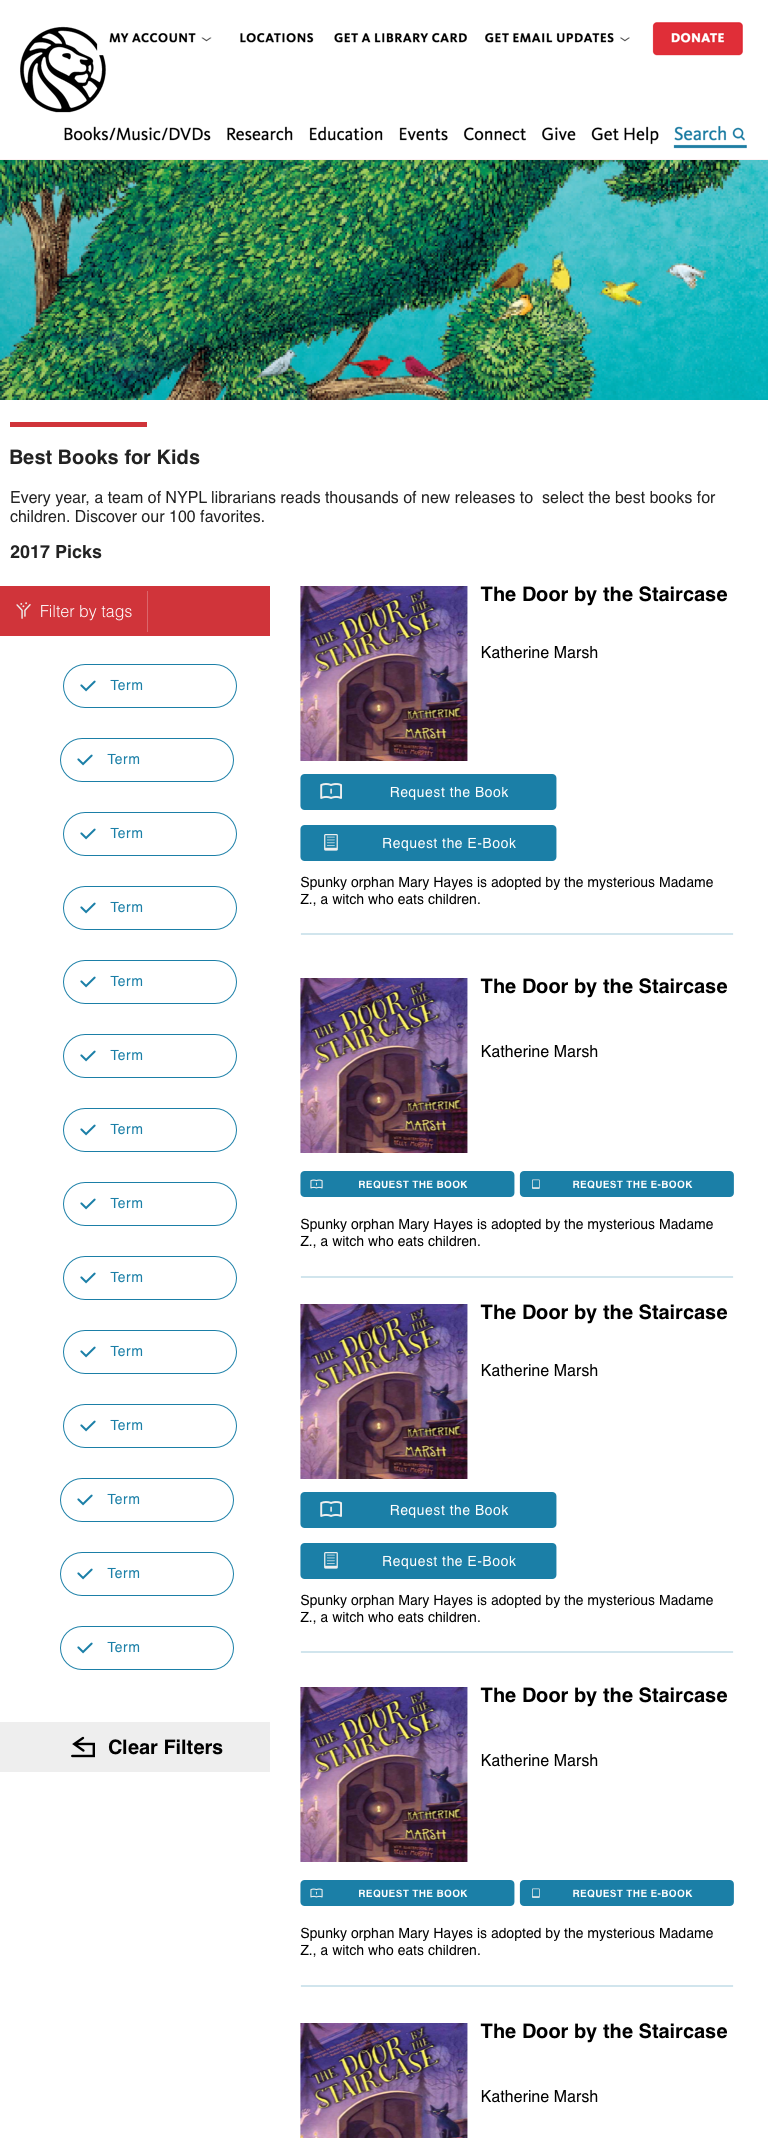 MY ACCOUNT
LOCATIONS
GET A LIBRARY CARD
GET EMAIL UPDATES
DONATE
Books/Music/DVDs
Research
Education
Events
Connect
Give
Get Help
Search
Best Books for Kids
Every year, a team of NYPL librarians reads thousands of new releases to  select the best books for
children. Discover our 100 favorites.
2017 Picks
Filter by tags
Term
Term
Term
Term
Term
Term
Term
Term
Term
Term
Term
Term
Term
Term
Clear Filters
THE DOOR BY THE
STAIRCASE
KATHERINE
MARSH
The Door by the Staircase
Katherine Marsh
Request the Book
Request the E-Book
Spunky orphan Mary Hayes is adopted by the mysterious Madame
Z., a witch who eats children.
THE DOOR BY THE
STAIRCASE
KATHERINE
MARSH
The Door by the Staircase
Katherine Marsh
REQUEST THE BOOK
REQUEST THE E-BOOK
Spunky orphan Mary Hayes is adopted by the mysterious Madame
Z., a witch who eats children.
THE DOOR BY THE
STAIRCASE
KATHERINE
MARSH
The Door by the Staircase
Katherine Marsh
Request the Book
Request the E-Book
Spunky orphan Mary Hayes is adopted by the mysterious Madame
Z., a witch who eats children.
THE DOOR BY THE
STAIRCASE
KATHERINE
MARSH
The Door by the Staircase
Katherine Marsh
REQUEST THE BOOK
REQUEST THE E-BOOK
Spunky orphan Mary Hayes is adopted by the mysterious Madame
Z., a witch who eats children.
THE DOOR BY THE
STAIRCASE
The Door by the Staircase
Katherine Marsh